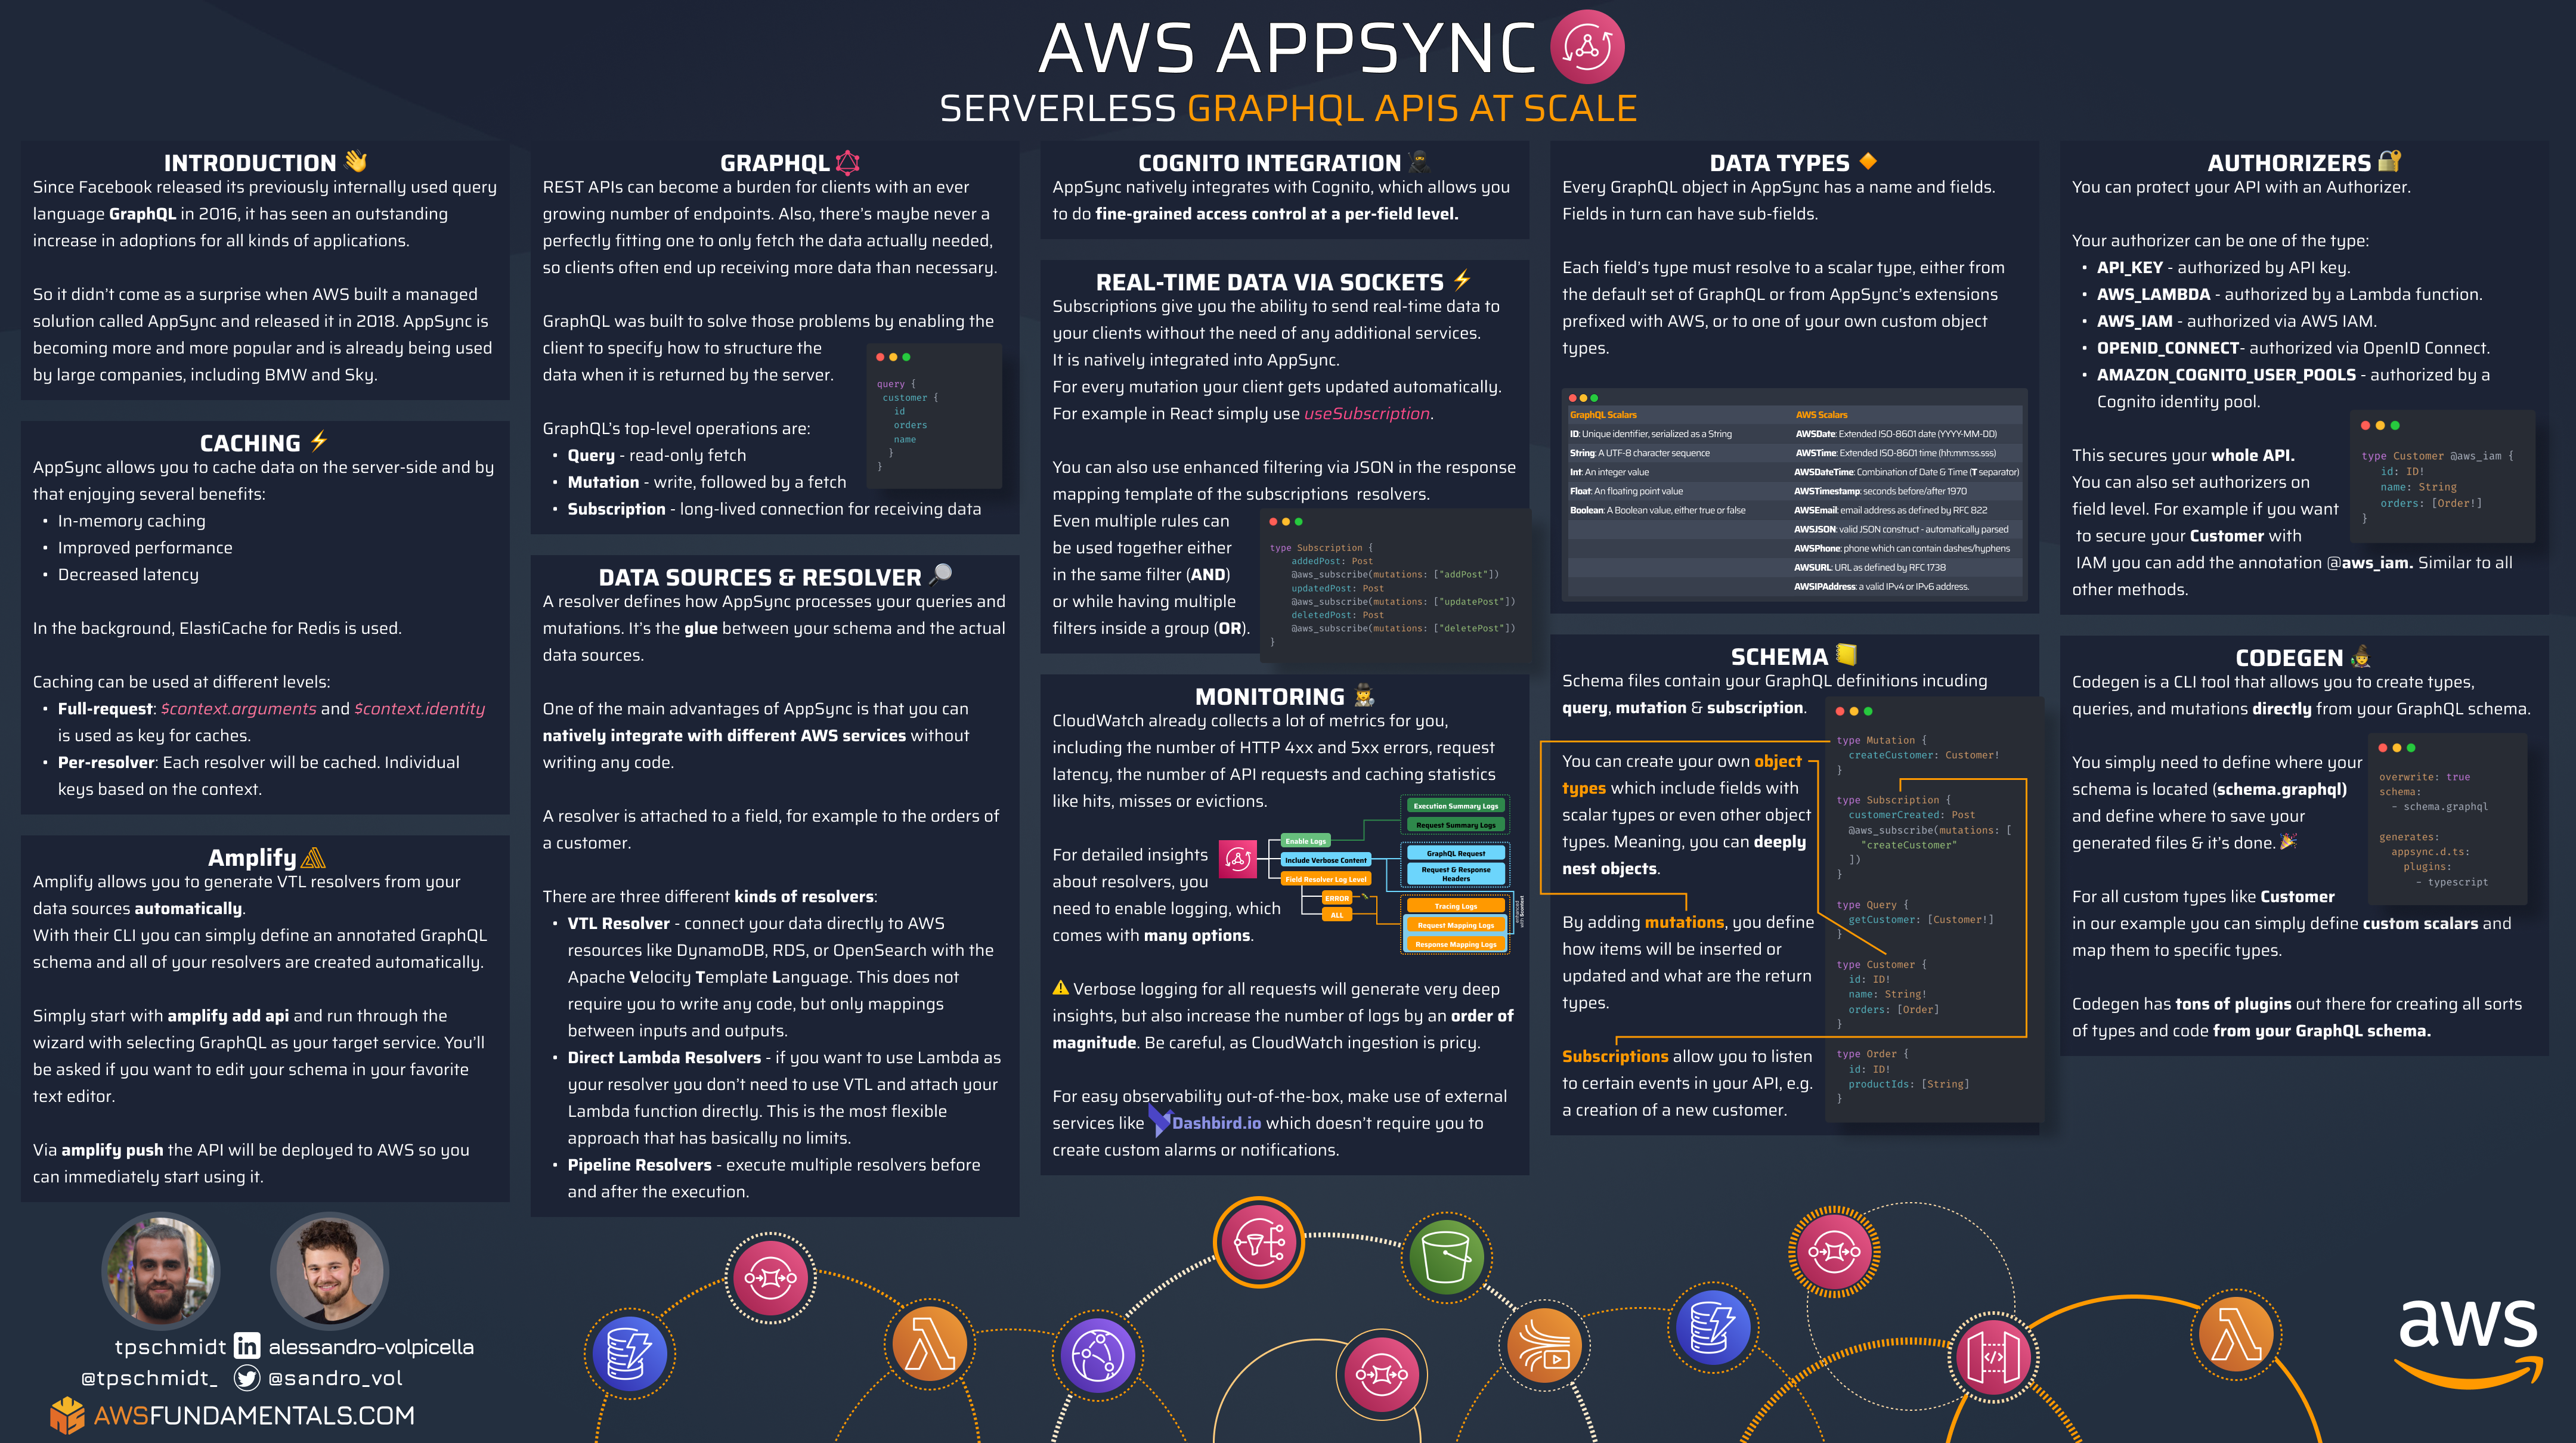 AWS APPSYNC
SERVERLESS GRAPHQL APIS AT SCALE
INTRODUCTION 👋
Since Facebook released its previously internally used query
language GraphQL in 2016, it has seen an outstanding
increase in adoptions for all kinds of applications.
So it didn't come as a surprise when AWS built a managed
solution called AppSync and released it in 2018. AppSync is
becoming more and more popular and is already being used
by large companies, including BMW and Sky.
CACHING ⚡
AppSync allows you to cache data on the server-side and by
that enjoying several benefits:
• In-memory caching
• Improved performance
• Decreased latency
In the background, ElastiCache for Redis is used.
Caching can be used at different levels:
• Full-request: $context.arguments and $context.identity
is used as key for caches.
• Per-resolver: Each resolver will be cached. Individual
keys based on the context.
Amplify
Amplify allows you to generate VTL resolvers from your
data sources automatically.
With their CLI you can simply define an annotated GraphQL
schema and all of your resolvers are created automatically.
Simply start with amplify add api and run through the
wizard with selecting GraphQL as your target service. You'll
be asked if you want to edit your schema in your favorite
text editor.
Via amplify push the API will be deployed to AWS so you
can immediately start using it.
tpschmidt in alessandro-volpicella
@tpschmidt_ @sandro_vol
AWSFUNDAMENTALS.COM
GRAPHQL
REST APIs can become a burden for clients with an ever
growing number of endpoints. Also, there's maybe never a
perfectly fitting one to only fetch the data actually needed,
so clients often end up receiving more data than necessary.
GraphQL was built to solve those problems by enabling the
client to specify how to structure the
data when it is returned by the server.
GraphQL's top-level operations are:
• Query - read-only fetch
• Mutation - write, followed by a fetch
• Subscription - long-lived connection for receiving data
query {
customer {
id
orders
name
}
}
DATA SOURCES & RESOLVER 🔎
A resolver defines how AppSync processes your queries and
mutations. It's the glue between your schema and the actual
data sources.
One of the main advantages of AppSync is that you can
natively integrate with different AWS services without
writing any code.
A resolver is attached to a field, for example to the orders of
a customer.
There are three different kinds of resolvers:
• VTL Resolver - connect your data directly to AWS
resources like DynamoDB, RDS, or OpenSearch with the
Apache Velocity Template Language. This does not
require you to write any code, but only mappings
between inputs and outputs.
• Direct Lambda Resolvers - if you want to use Lambda as
your resolver you don't need to use VTL and attach your
Lambda function directly. This is the most flexible
approach that has basically no limits.
• Pipeline Resolvers - execute multiple resolvers before
and after the execution.
COGNITO INTEGRATION 🥷
AppSync natively integrates with Cognito, which allows you
to do fine-grained access control at a per-field level.
REAL-TIME DATA VIA SOCKETS ⚡
Subscriptions give you the ability to send real-time data to
your clients without the need of any additional services.
It is natively integrated into AppSync.
For every mutation your client gets updated automatically.
For example in React simply use useSubscription.
You can also use enhanced filtering via JSON in the response
mapping template of the subscriptions resolvers.
Even multiple rules can
be used together either
in the same filter (AND)
or while having multiple
filters inside a group (OR).
type Subscription {
addedPost: Post
@aws_subscribe(mutations: ["addPost"])
updatedPost: Post
@aws_subscribe(mutations: ["updatePost"])
deletedPost: Post
@aws_subscribe(mutations: ["deletePost"])
}
MONITORING 🕵
CloudWatch already collects a lot of metrics for you,
including the number of HTTP 4xx and 5xx errors, request
latency, the number of API requests and caching statistics
like hits, misses or evictions.
For detailed insights
about resolvers, you
need to enable logging, which
comes with many options.
Enable Logs
Include Verbose Content
Field Resolver Log Level
ERROR
ALL
Execution Summary Logs
Request Summary Logs
GraphQL Request
Request & Response
Headers
Tracing Logs
Request Mapping Logs
Response Mapping Logs
⚠ Verbose logging for all requests will generate very deep
insights, but also increase the number of logs by an order of
magnitude. Be careful, as CloudWatch ingestion is pricy.
For easy observability out-of-the-box, make use of external
services like Dashbird.io which doesn't require you to
create custom alarms or notifications.
DATA TYPES 🔸
Every GraphQL object in AppSync has a name and fields.
Fields in turn can have sub-fields.
Each field's type must resolve to a scalar type, either from
the default set of GraphQL or from AppSync's extensions
prefixed with AWS, or to one of your own custom object
types.
GraphQL Scalars AWS Scalars
ID: Unique identifier, serialized as a String AWSDate: Extended ISO-8601 date (YYYY-MM-DD)
String: A UTF-8 character sequence AWSTime: Extended ISO-8601 time (hh:mm:ss.sss)
Int: An integer value AWSDateTime: Combination of Date & Time (T separator)
Float: An floating point value AWSTimestamp: seconds before/after 1970
Boolean: A Boolean value, either true or false AWSEmail: email address as defined by RFC 822
AWSJSON: valid JSON construct - automatically parsed
AWSPhone: phone which can contain dashes/hyphens
AWSURL: URL as defined by RFC 1738
AWSIPAddress: a valid IPv4 or IPv6 address.
SCHEMA 📒
Schema files contain your GraphQL definitions incuding
query, mutation & subscription.
You can create your own object
types which include fields with
scalar types or even other object
types. Meaning, you can deeply
nest objects.
By adding mutations, you define
how items will be inserted or
updated and what are the return
types.
Subscriptions allow you to listen
to certain events in your API, e.g.
a creation of a new customer.
type Mutation {
createCustomer: Customer!
}
type Subscription {
customerCreated: Post
@aws_subscribe(mutations: [
"createCustomer"
])
}
type Query {
getCustomer: [Customer!]
}
type Customer {
id: ID!
name: String!
orders: [Order]
}
type Order {
id: ID!
productIds: [String]
}
AUTHORIZERS 🔐
You can protect your API with an Authorizer.
Your authorizer can be one of the type:
• API_KEY - authorized by API key.
• AWS_LAMBDA - authorized by a Lambda function.
• AWS_IAM - authorized via AWS IAM.
• OPENID_CONNECT- authorized via OpenID Connect.
• AMAZON_COGNITO_USER_POOLS - authorized by a
Cognito identity pool.
This secures your whole API.
You can also set authorizers on
field level. For example if you want
to secure your Customer with
IAM you can add the annotation @aws_iam. Similar to all
other methods.
type Customer @aws_iam {
id: ID!
name: String
orders: [Order!]
}
CODEGEN
Codegen is a CLI tool that allows you to create types,
queries, and mutations directly from your GraphQL schema.
You simply need to define where your
schema is located (schema.graphql)
and define where to save your
generated files & it's done. 🎉
For all custom types like Customer
in our example you can simply define custom scalars and
map them to specific types.
Codegen has tons of plugins out there for creating all sorts
of types and code from your GraphQL schema.
overwrite: true
schema:
- schema.graphql
generates:
appsync.d.ts:
plugins:
- typescript
aws